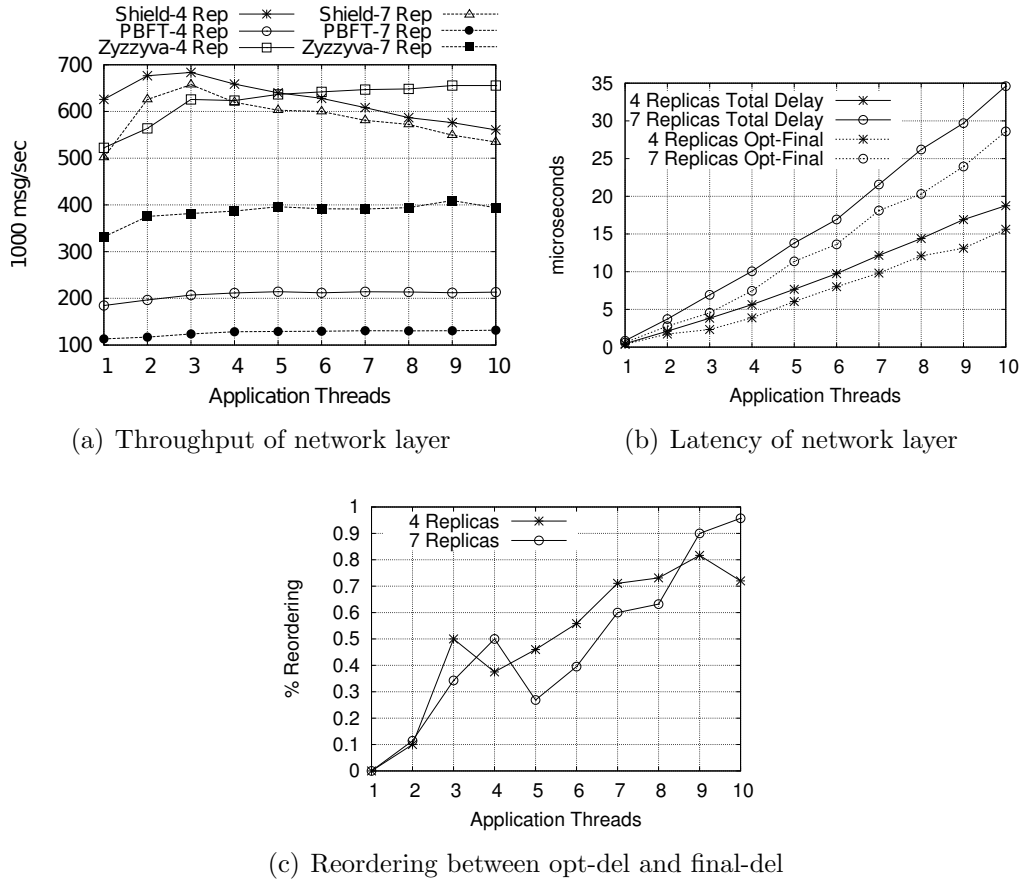 Shield-4 Rep Shield-7 Rep
PBFT-4 Rep PBFT-7 Rep
Zyzzyva-4 Rep Zyzzyva-7 Rep
700
600
500
400
300
200
100
1000 msg/sec
1 2 3 4 5 6 7 8 9 10
Application Threads
(a) Throughput of network layer
4 Replicas Total Delay
7 Replicas Total Delay
4 Replicas Opt-Final
7 Replicas Opt-Final
35
30
25
20
15
10
5
0
microseconds
1 2 3 4 5 6 7 8 9 10
Application Threads
(b) Latency of network layer
4 Replicas
7 Replicas
1
0.9
0.8
0.7
0.6
0.5
0.4
0.3
0.2
0.1
0
% Reordering
1 2 3 4 5 6 7 8 9 10
Application Threads
(c) Reordering between opt-del and final-del